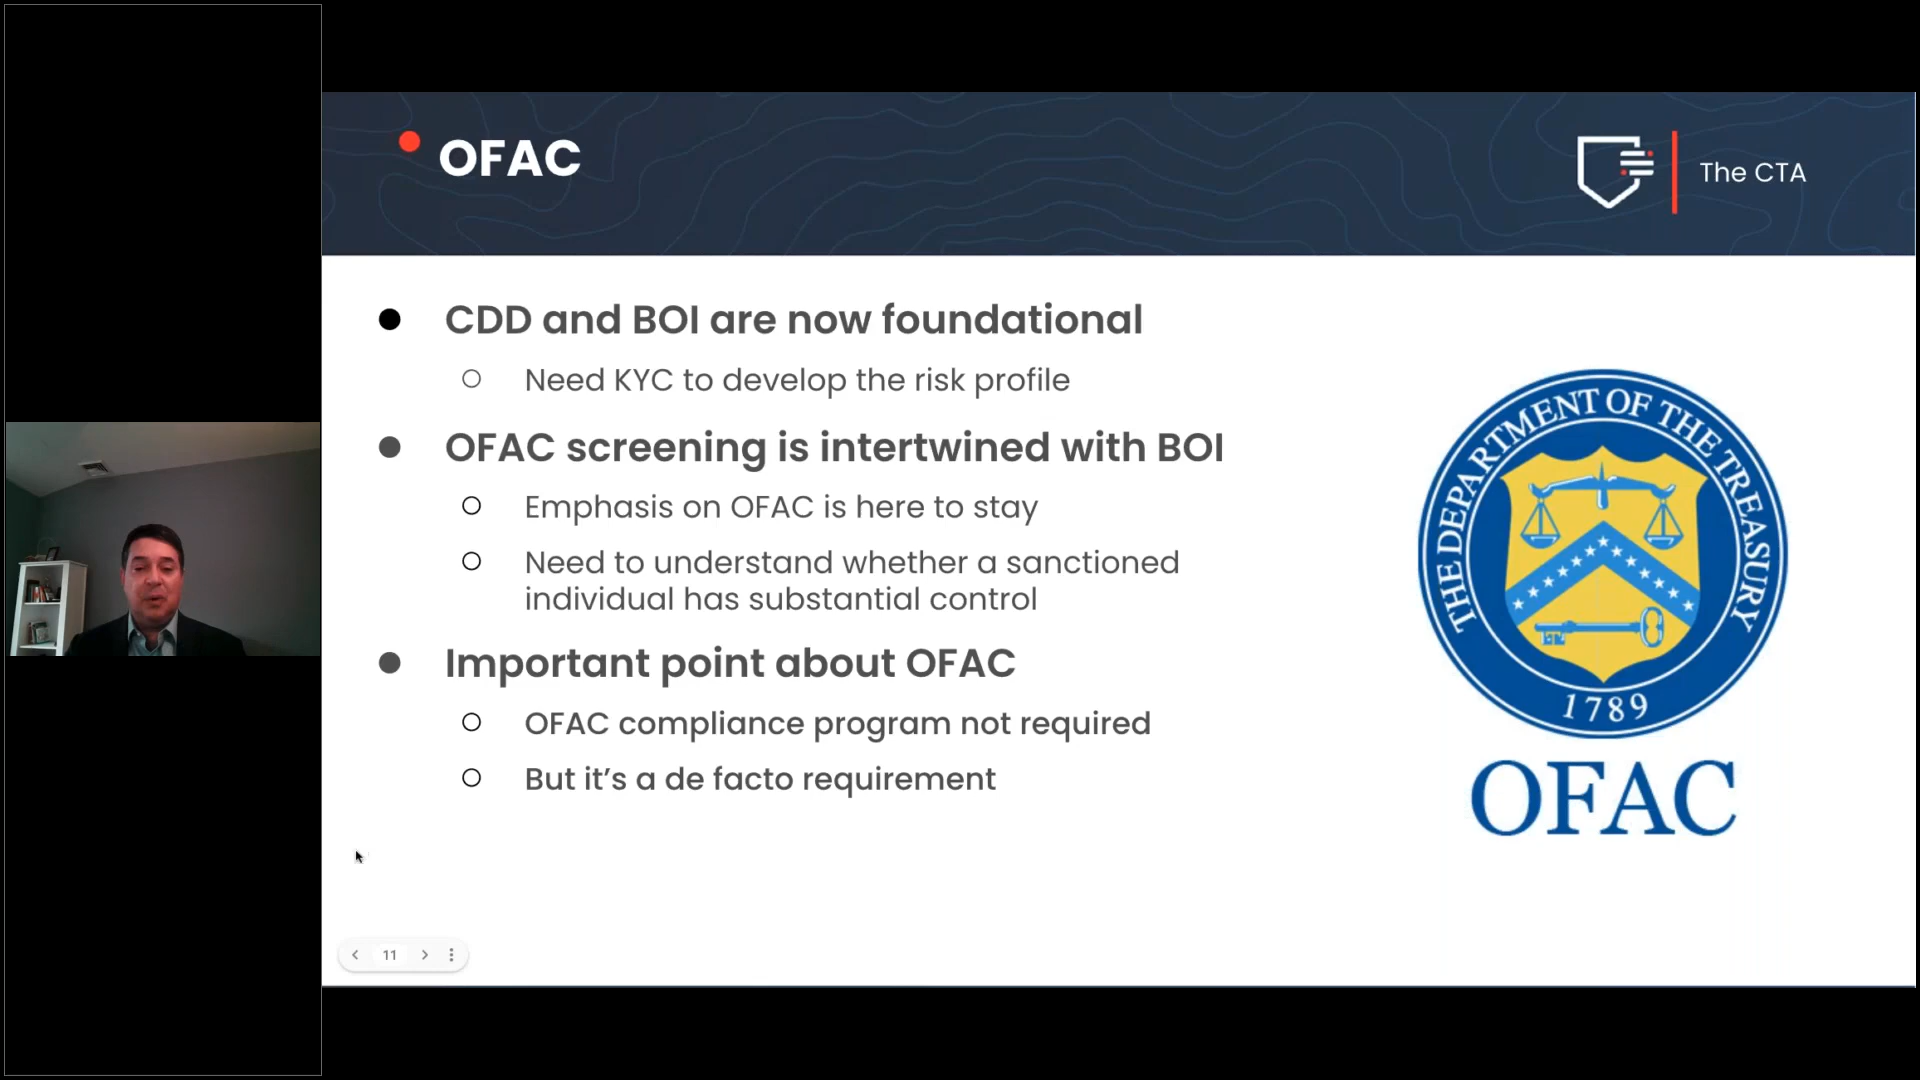 OFAC
The CTA
CDD and BOI are now foundational
Need KYC to develop the risk profile
OFAC screening is intertwined with BOI
Emphasis on OFAC is here to stay
Need to understand whether a sanctioned
individual has substantial control
Important point about OFAC
OFAC compliance program not required
But it’s a de facto requirement
THE DEPARTMENT OF THE TREASURY
1789
OFAC
11